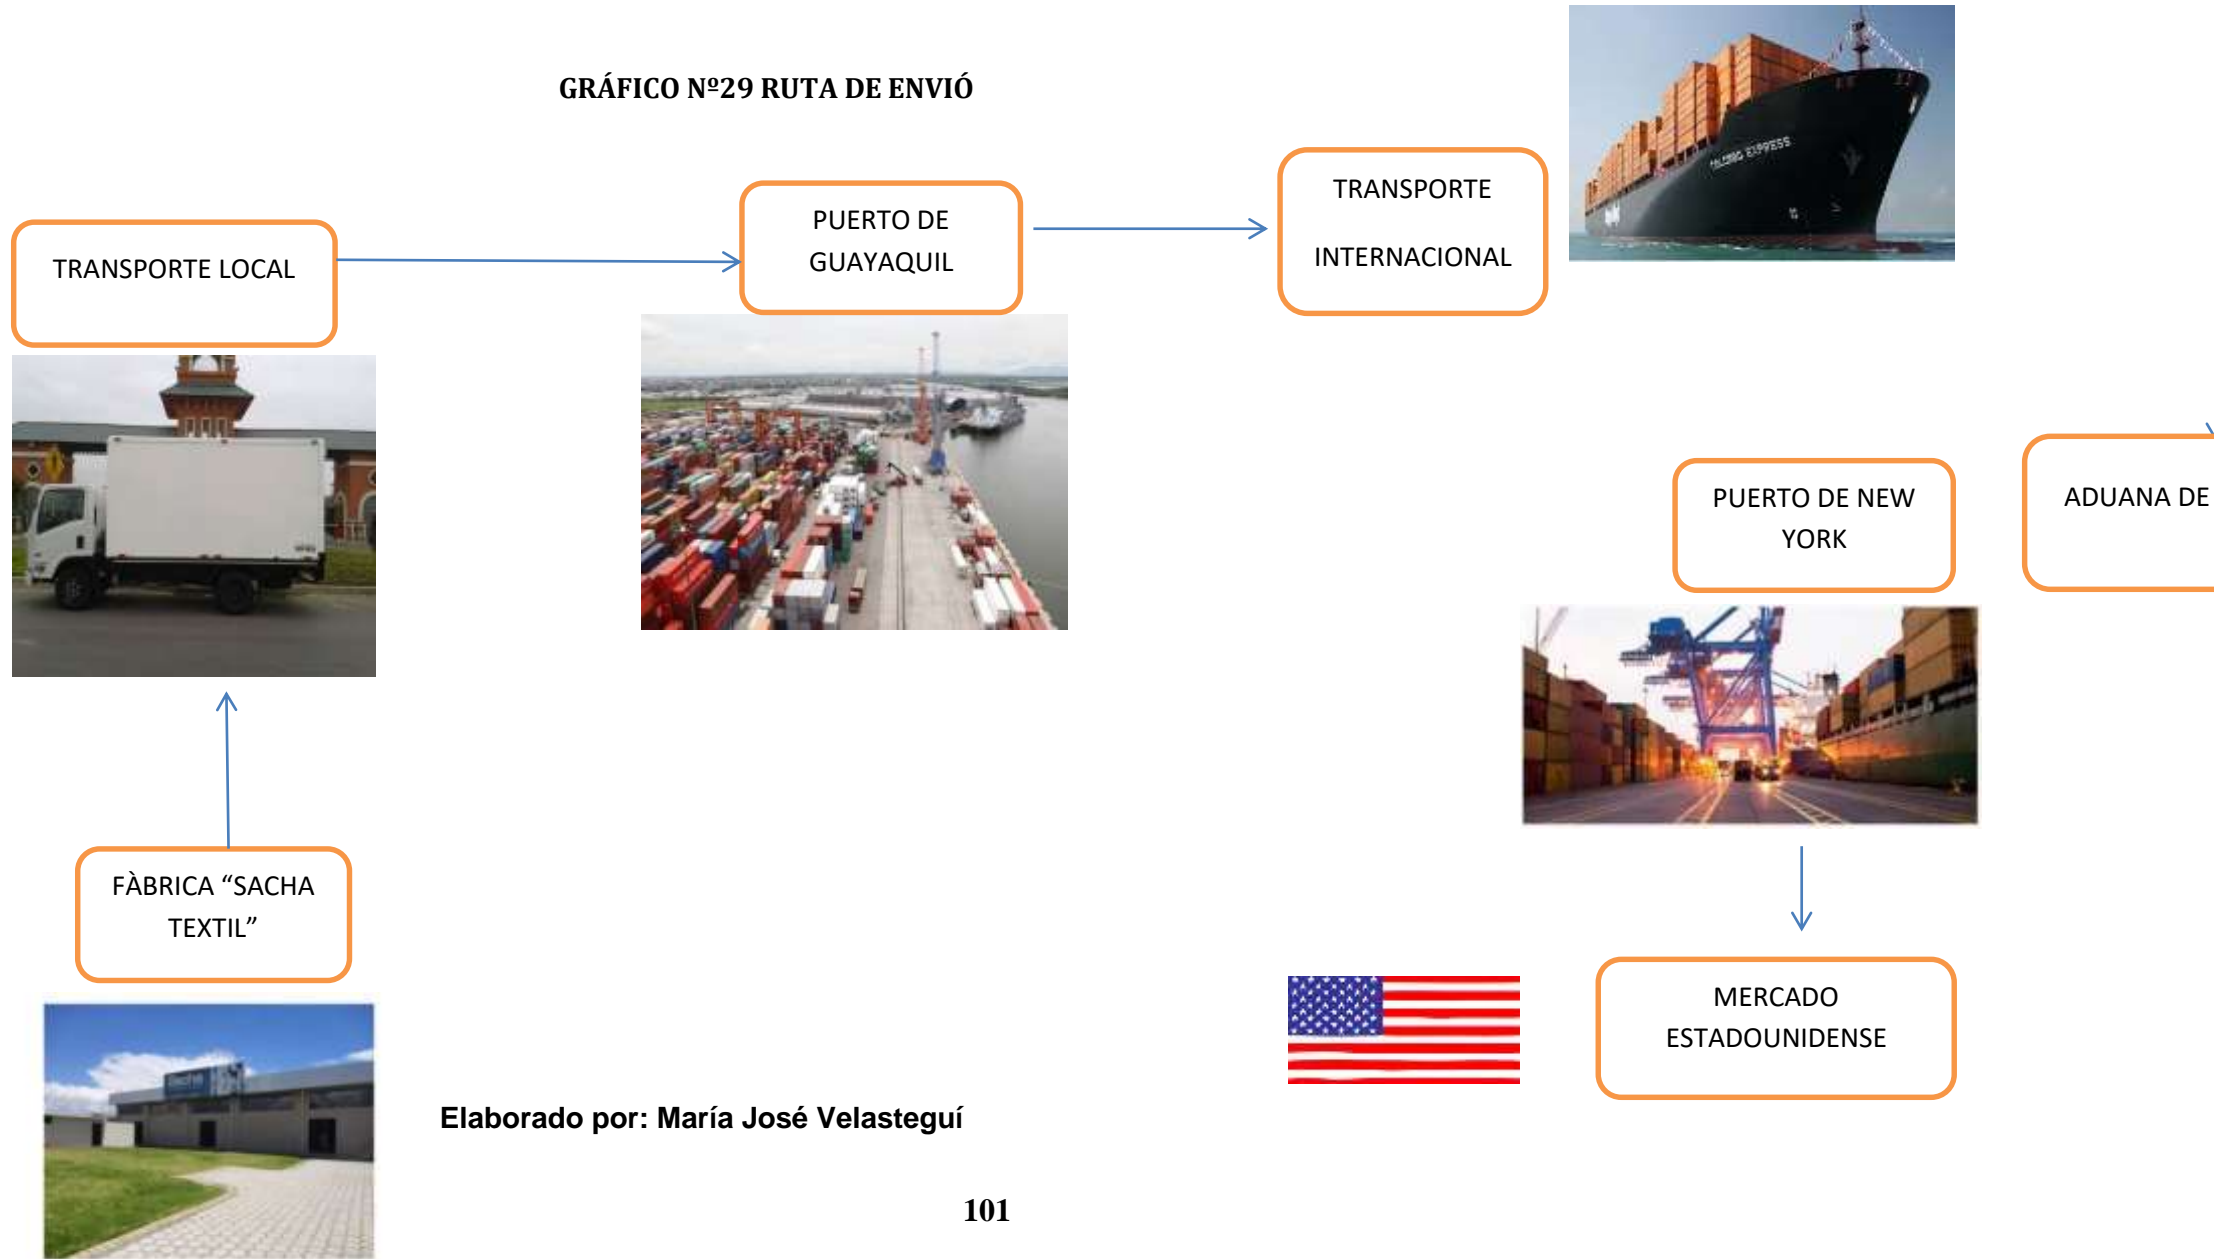 GRÁFICO Nº29 RUTA DE ENVIÓ
TRANSPORTE LOCAL
PUERTO DE
GUAYAQUIL
TRANSPORTE
INTERNACIONAL
PUERTO DE NEW
YORK
ADUANA DE
FÀBRICA “SACHA
TEXTIL”
MERCADO
ESTADOUNIDENSE
Elaborado por: María José Velasteguí
101